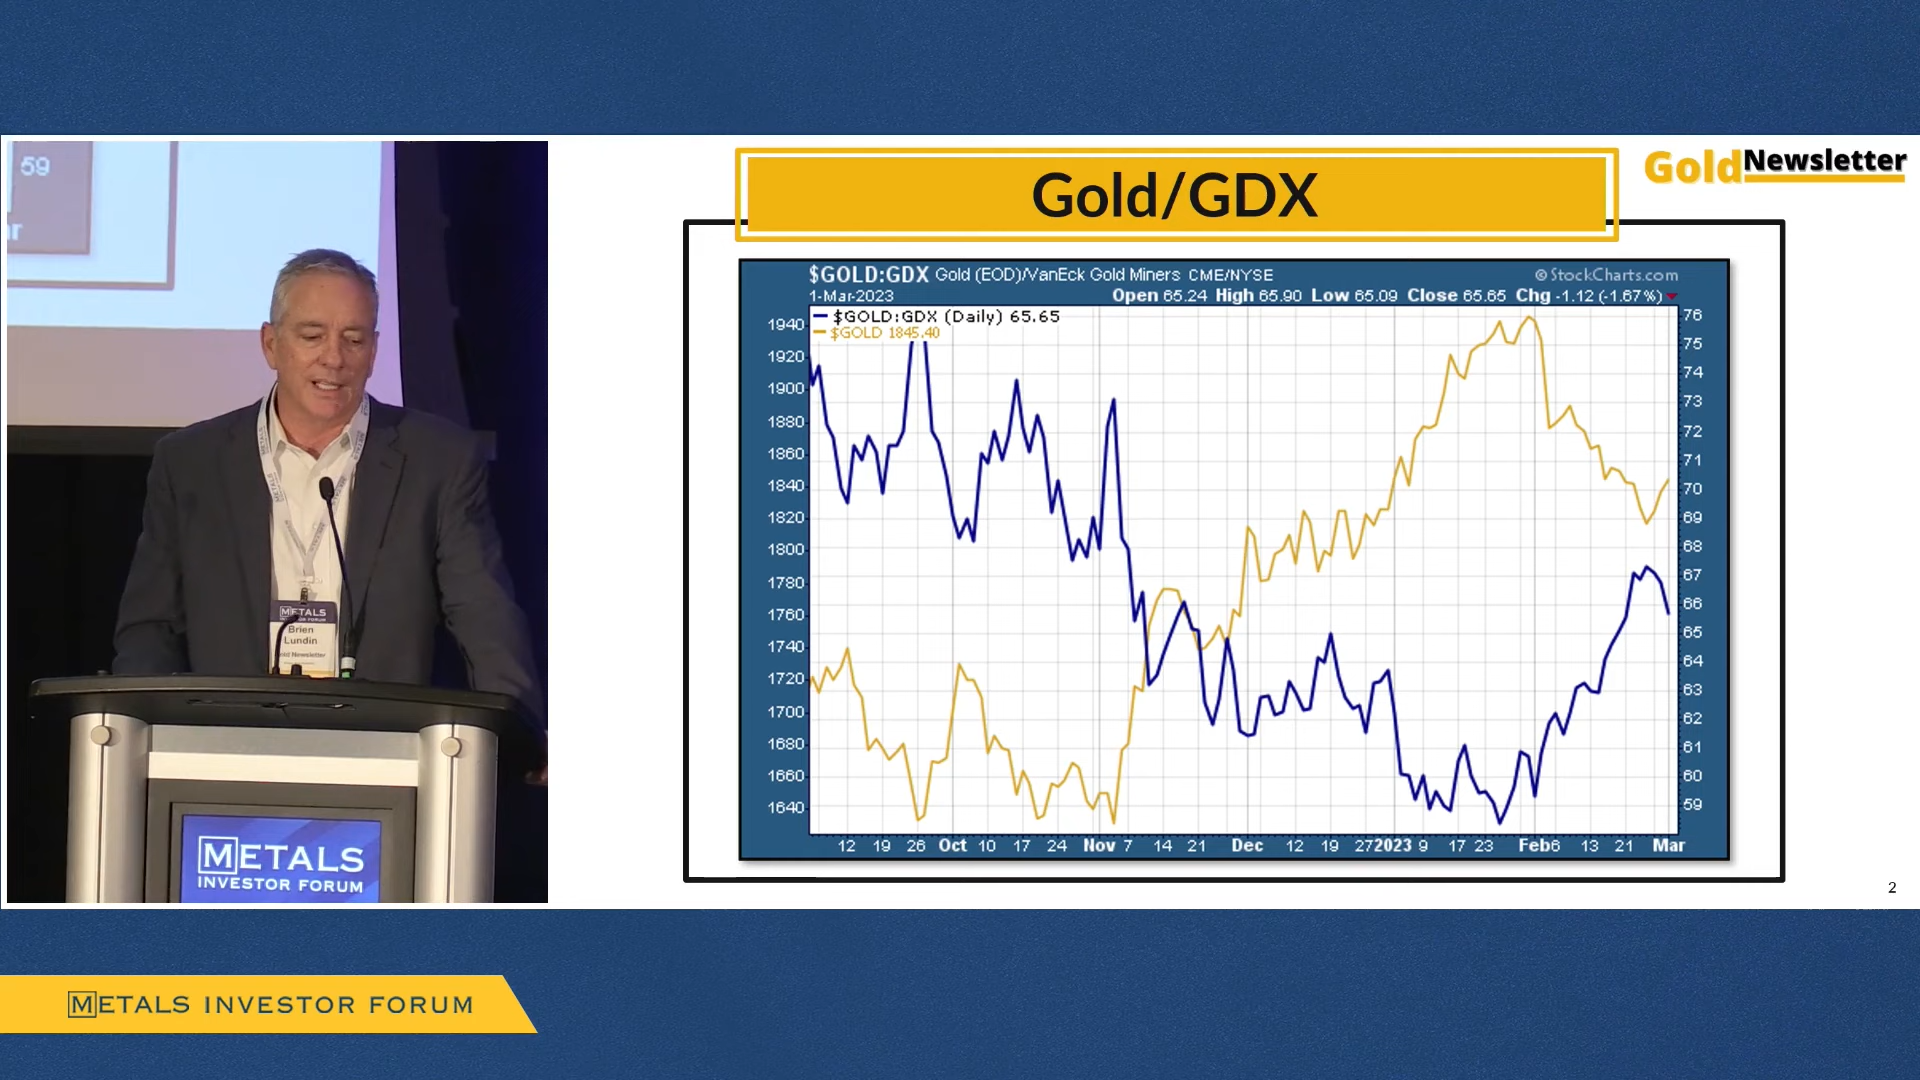 59
r
METALS
INVESTOR FORUM
Brien
Lundin
Gold Newsletter
METALS
INVESTOR FORUM
Gold/GDX
GoldNewsletter
$GOLD:GDX Gold (EOD)/VanEck Gold Miners CME/NYSE
© StockCharts.com
1-Mar-2023
Open 65.24 High 65.90 Low 65.09 Close 65.65 Chg -1.12 (-1.67%)
$GOLD:GDX (Daily) 65.65
$GOLD 1845.40
1940
1920
1900
1880
1860
1840
1820
1800
1780
1760
1740
1720
1700
1680
1660
1640
76
75
74
73
72
71
70
69
68
67
66
65
64
63
62
61
60
59
12 19 26 Oct 10 17 24 Nov 7 14 21 Dec 12 19 27 2023 9 17 23 Feb 6 13 21 Mar
2
METALS INVESTOR FORUM